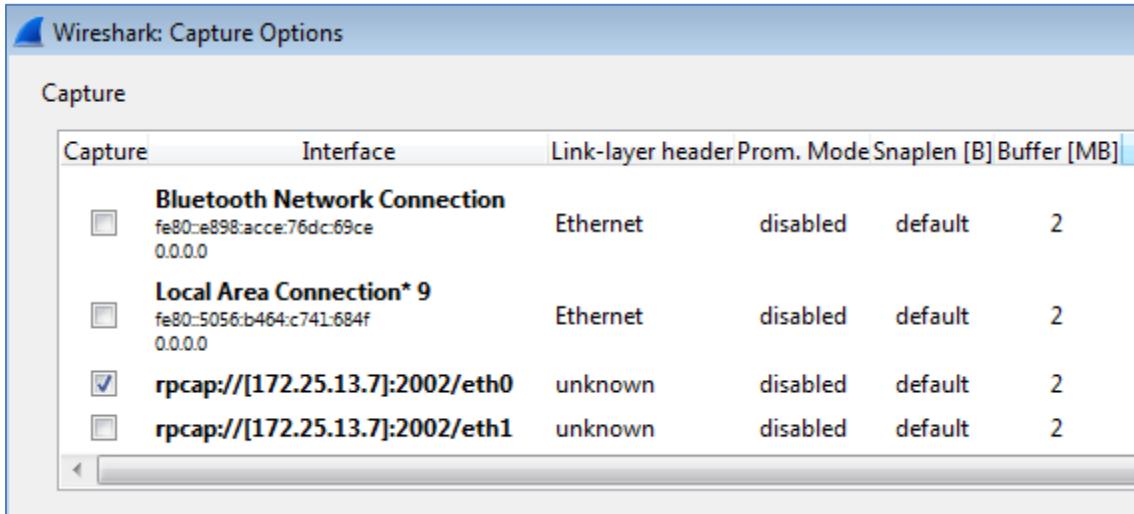 Wireshark: Capture Options
Capture
Capture Interface Link-layer header Prom. Mode Snaplen [B] Buffer [MB]
Bluetooth Network Connection
fe80::e898:acce:76dc:69ce
0.0.0.0
Ethernet disabled default 2
Local Area Connection* 9
fe80::5056:b464:c741:684f
0.0.0.0
Ethernet disabled default 2
rpcap://[172.25.13.7]:2002/eth0 unknown disabled default 2
rpcap://[172.25.13.7]:2002/eth1 unknown disabled default 2